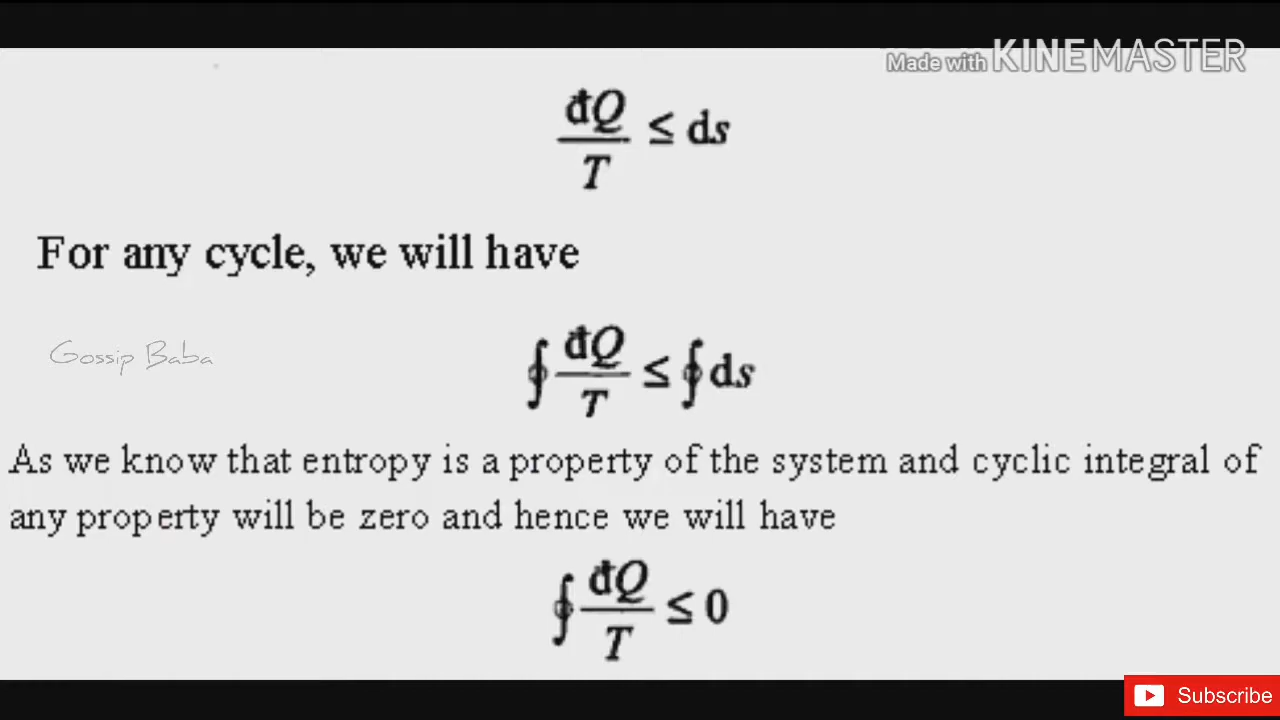 Made with KINEMASTER
đQ/T ≤ ds
For any cycle, we will have
Gossip Baba
∮ đQ/T ≤ ∮ ds
As we know that entropy is a property of the system and cyclic integral of
any property will be zero and hence we will have
∮ đQ/T ≤ 0
Subscribe